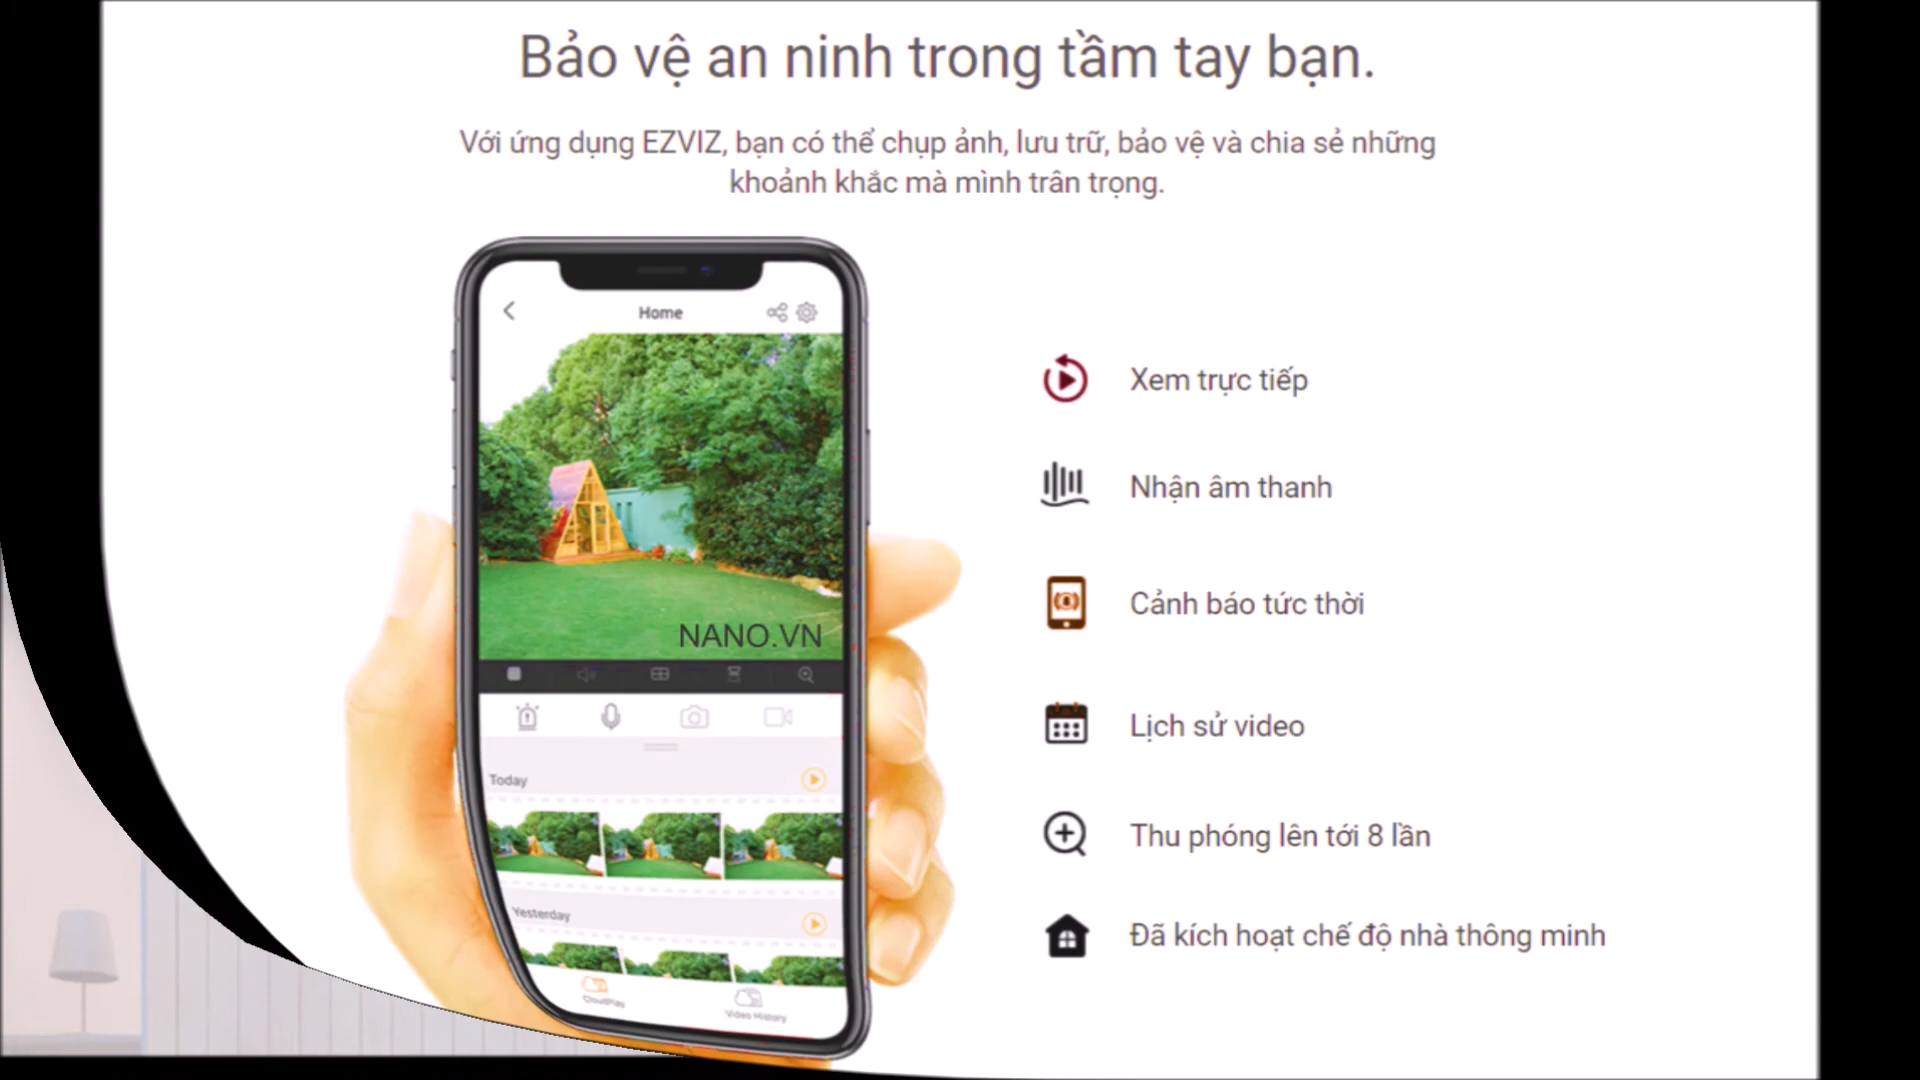 Bảo vệ an ninh trong tầm tay bạn.
Với ứng dụng EZVIZ, bạn có thể chụp ảnh, lưu trữ, bảo vệ và chia sẻ những
khoảnh khắc mà mình trân trọng.
Home
NANO.VN
Today
Yesterday
CloudPlay
Video History
Xem trực tiếp
Nhận âm thanh
Cảnh báo tức thời
Lịch sử video
Thu phóng lên tới 8 lần
Đã kích hoạt chế độ nhà thông minh